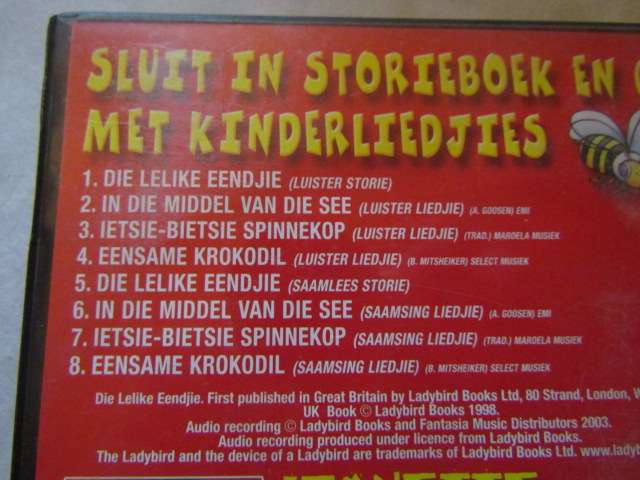 SLUIT IN STORIEBOEK EN
MET KINDERLIEDJIES
1. DIE LELIKE EENDJIE (LUISTER STORIE)
2. IN DIE MIDDEL VAN DIE SEE (LUISTER LIEDJIE) (A. GOOSEN) EMI
3. IETSIE-BIETSIE SPINNEKOP (LUISTER LIEDJIE) (TRAD.) MAROELA MUSIEK
4. EENSAME KROKODIL (LUISTER LIEDJIE) (B. MITSHEIKER) SELECT MUSIEK
5. DIE LELIKE EENDJIE (SAAMLEES STORIE)
6. IN DIE MIDDEL VAN DIE SEE (SAAMSING LIEDJIE) (A. GOOSEN) EMI
7. IETSIE-BIETSIE SPINNEKOP (SAAMSING LIEDJIE) (TRAD.) MAROELA MUSIEK
8. EENSAME KROKODIL (SAAMSING LIEDJIE) (B. MITSHEIKER) SELECT MUSIEK
Die Lelike Eendjie. First published in Great Britain by Ladybird Books Ltd, 80 Strand, London,
UK Book © Ladybird Books 1998.
Audio recording © Ladybird Books and Fantasia Music Distributors 2003.
Audio recording produced under licence from Ladybird Books.
The Ladybird and the device of a Ladybird are trademarks of Ladybird Books Ltd.